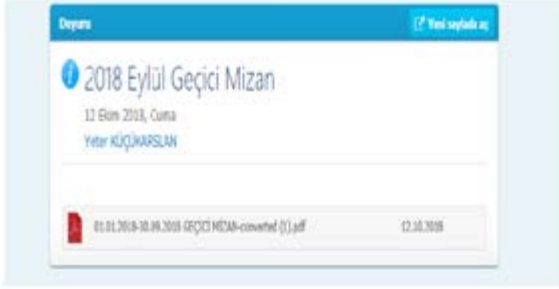 Duyuru
Yeni sayfada aç
2018 Eylül Geçici Mizan
12 Ekim 2018, Cuma
Yeter KÜÇÜKARSLAN
01.01.2018-30.09.2018 GEÇİCİ MİZAN-converted (1).pdf 12.10.2018